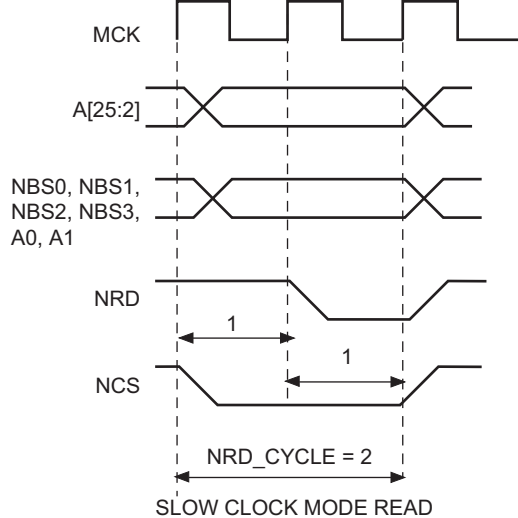 MCK
A[25:2]
NBS0, NBS1,
NBS2, NBS3,
A0, A1
NRD
1
1
NCS
NRD_CYCLE = 2
SLOW CLOCK MODE READ